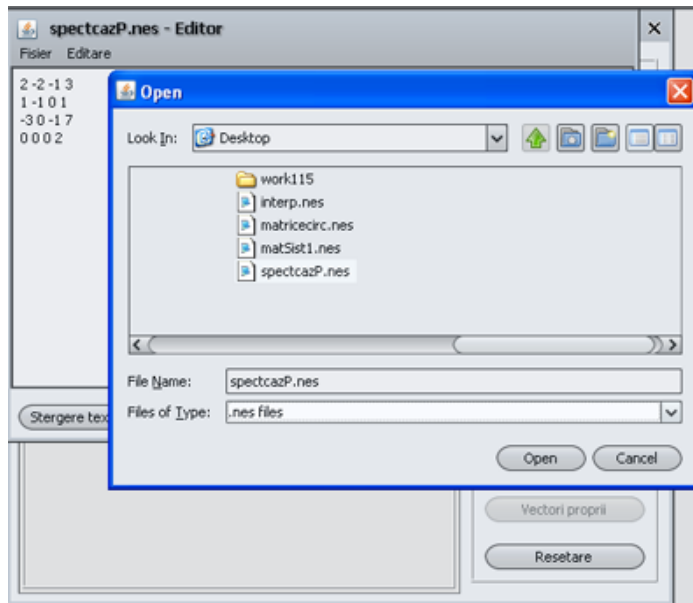 spectcazP.nes - Editor
Fisier Editare
2 -2 -1 3
1 -1 0 1
-3 0 -1 7
0 0 0 2
Open
Look In: Desktop
work115
interp.nes
matricecirc.nes
matSist1.nes
spectcazP.nes
File Name: spectcazP.nes
Files of Type: .nes files
Open Cancel
Stergere tex
Vectori proprii
Resetare